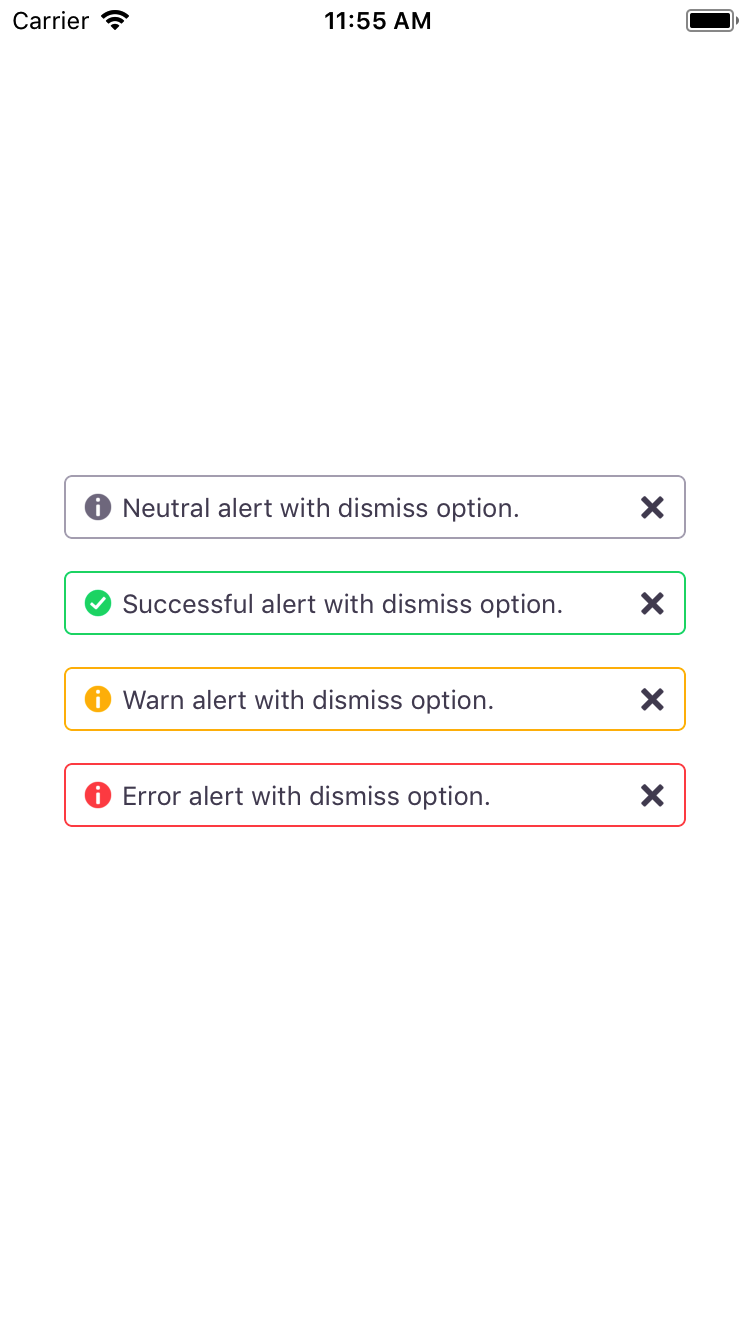 Carrier 11:55 AM
Neutral alert with dismiss option.
Successful alert with dismiss option.
Warn alert with dismiss option.
Error alert with dismiss option.